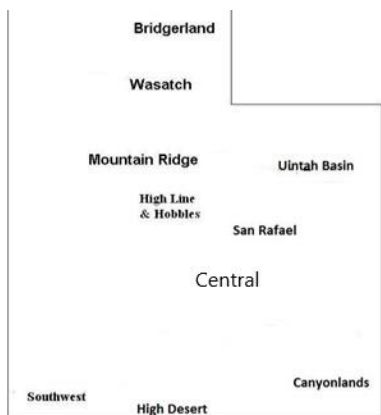 Bridgerland
Wasatch
Mountain Ridge
Uintah Basin
High Line
& Hobbles
San Rafael
Central
Canyonlands
Southwest
High Desert